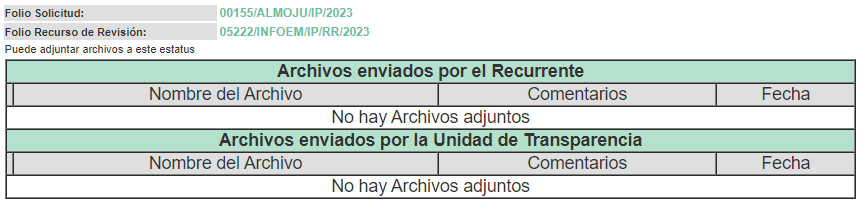 Folio Solicitud: 00155/ALMOJU/IP/2023
Folio Recurso de Revisión: 05222/INFOEM/IP/RR/2023
Puede adjuntar archivos a este estatus
Archivos enviados por el Recurrente
Nombre del Archivo Comentarios Fecha
No hay Archivos adjuntos
Archivos enviados por la Unidad de Transparencia
Nombre del Archivo Comentarios Fecha
No hay Archivos adjuntos